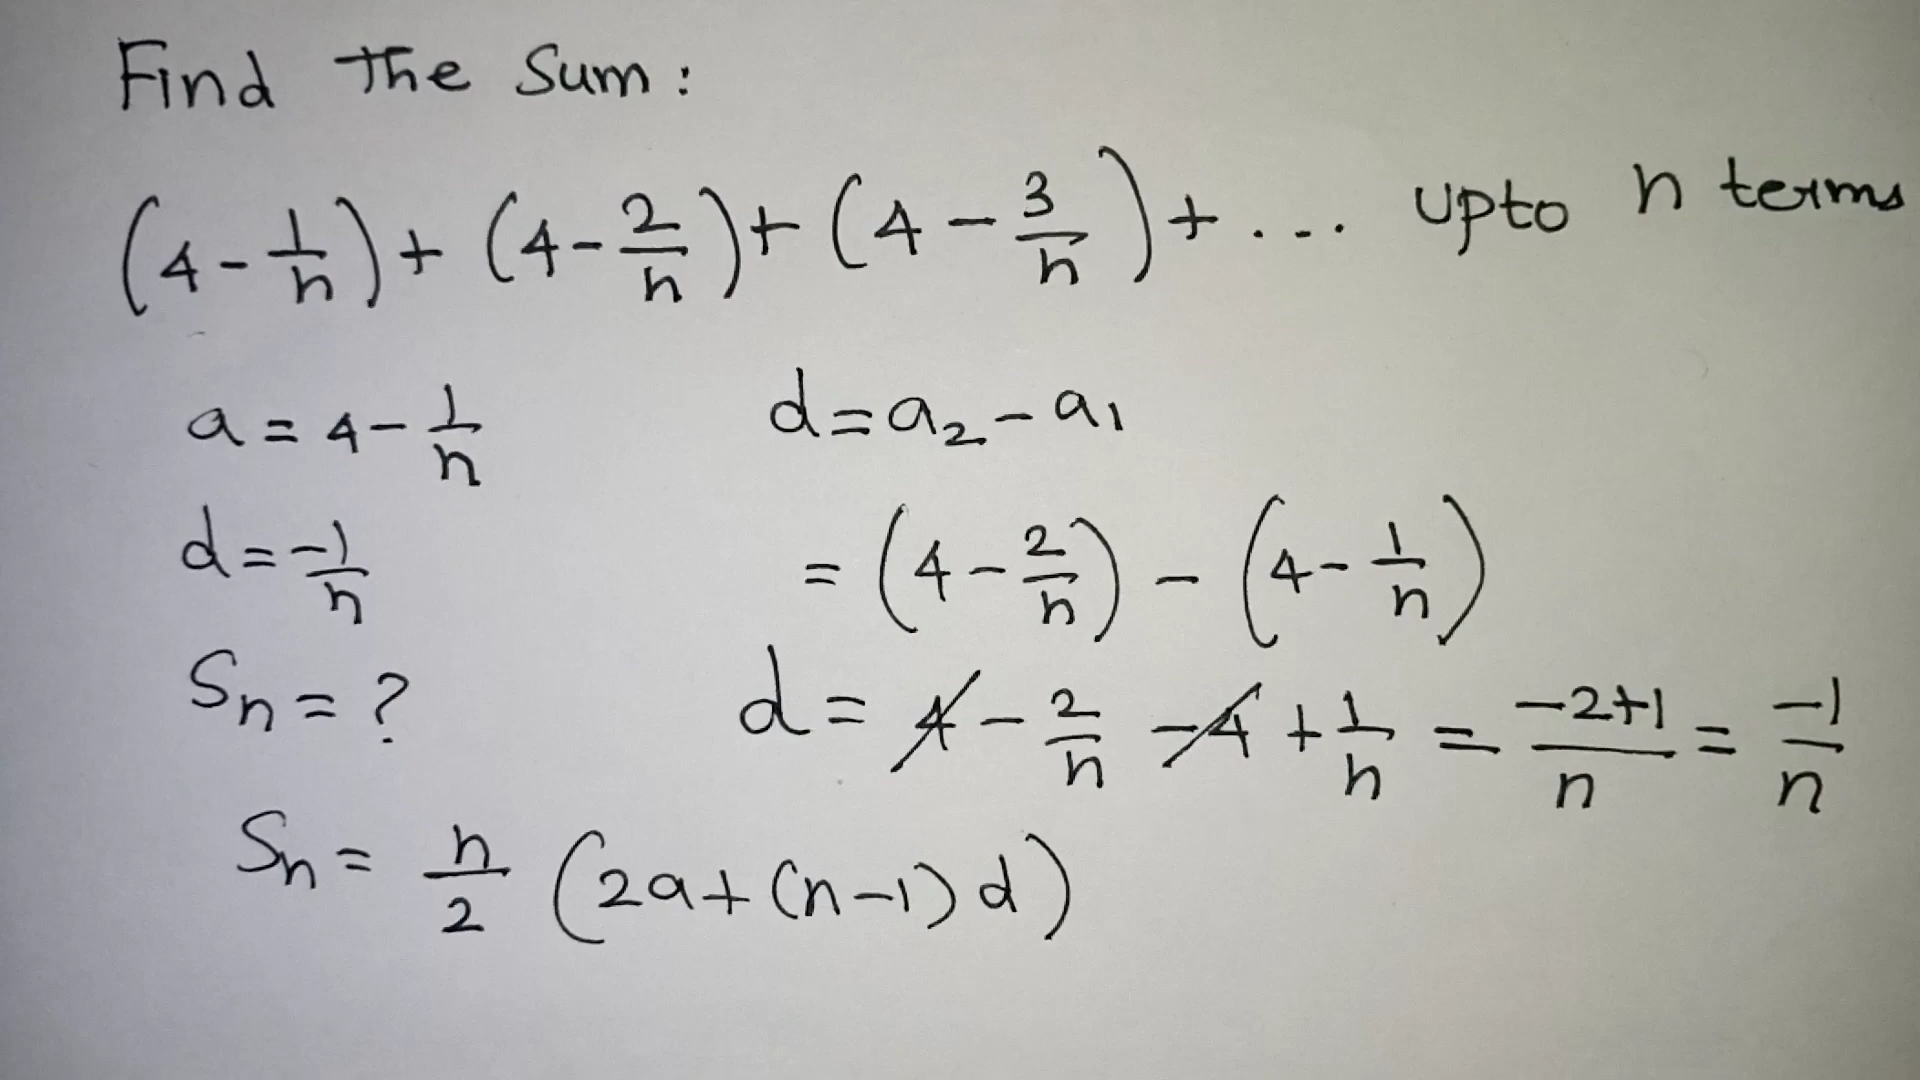 Find The Sum:
(4-1/n)+(4-2/n)+(4-3/n)+... upto n terms
a=4-1/n
d=-1/n
Sn=?
d=a₂-a₁
=(4-2/n)-(4-1/n)
d=4-2/n-4+1/n=-2+1/n=-1/n
Sn=n/2(2a+(n-1)d)